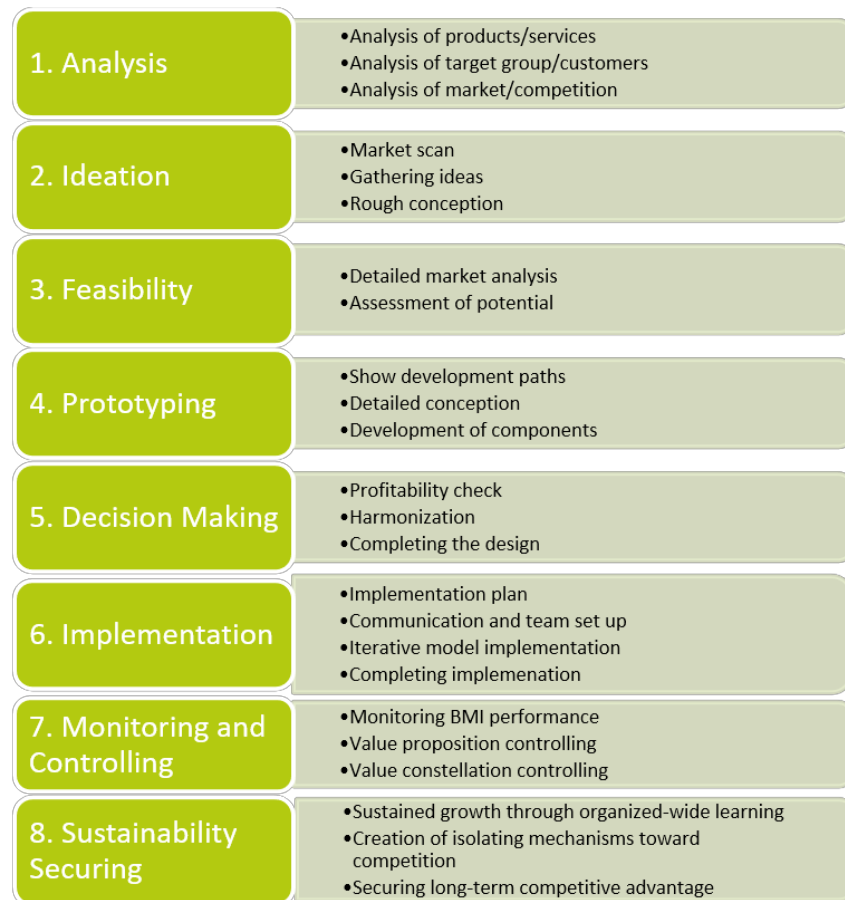 1. Analysis
•Analysis of products/services
•Analysis of target group/customers
•Analysis of market/competition
2. Ideation
•Market scan
•Gathering ideas
•Rough conception
3. Feasibility
•Detailed market analysis
•Assessment of potential
4. Prototyping
•Show development paths
•Detailed conception
•Development of components
5. Decision Making
•Profitability check
•Harmonization
•Completing the design
6. Implementation
•Implementation plan
•Communication and team set up
•Iterative model implementation
•Completing implemenation
7. Monitoring and
Controlling
•Monitoring BMI performance
•Value proposition controlling
•Value constellation controlling
8. Sustainability
Securing
•Sustained growth through organized-wide learning
•Creation of isolating mechanisms toward
competition
•Securing long-term competitive advantage